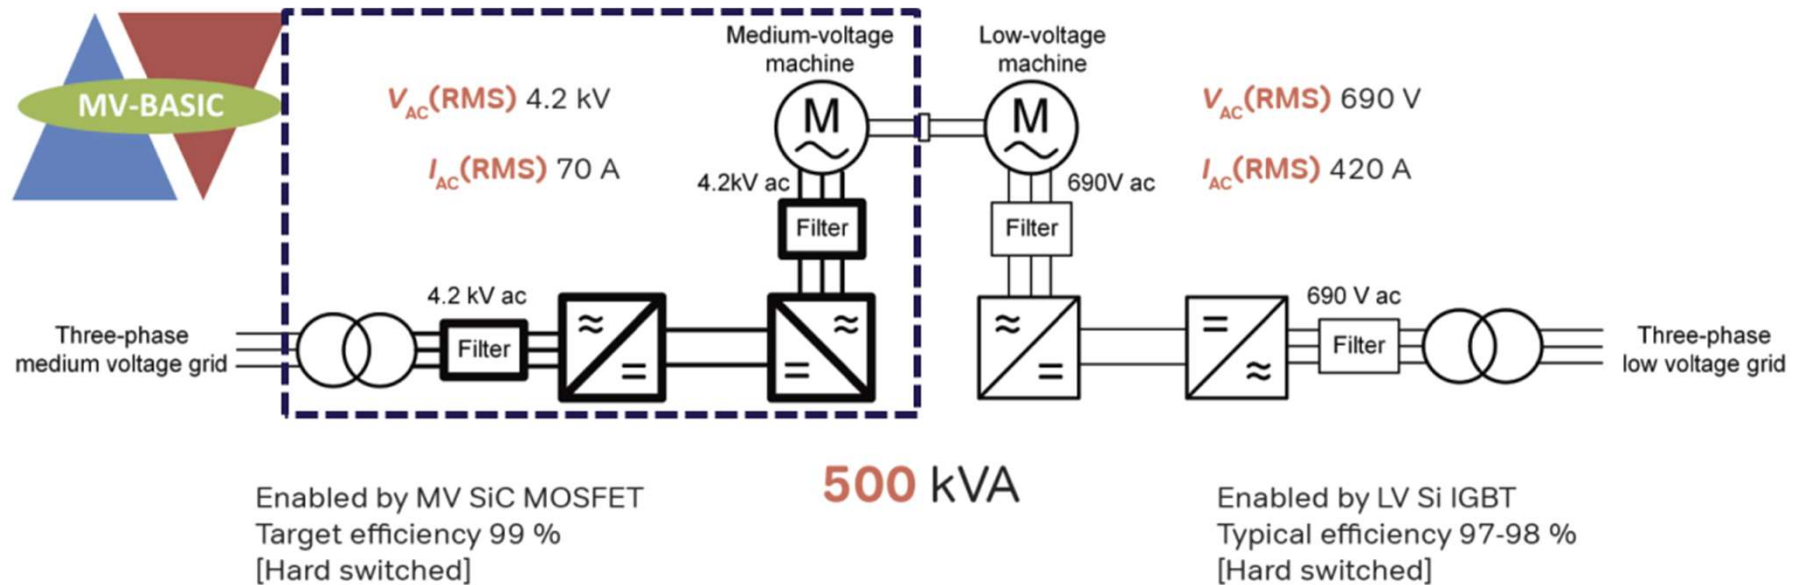 MV-BASIC
Medium-voltage
machine
Low-voltage
machine
V_AC(RMS) 4.2 kV
I_AC(RMS) 70 A
V_AC(RMS) 690 V
I_AC(RMS) 420 A
M
M
4.2kV ac
690V ac
Filter
Filter
4.2 kV ac
690 V ac
Three-phase
medium voltage grid
Filter
≈
=
≈
=
≈
=
=
≈
Filter
Three-phase
low voltage grid
500 kVA
Enabled by MV SiC MOSFET
Target efficiency 99 %
[Hard switched]
Enabled by LV Si IGBT
Typical efficiency 97-98 %
[Hard switched]